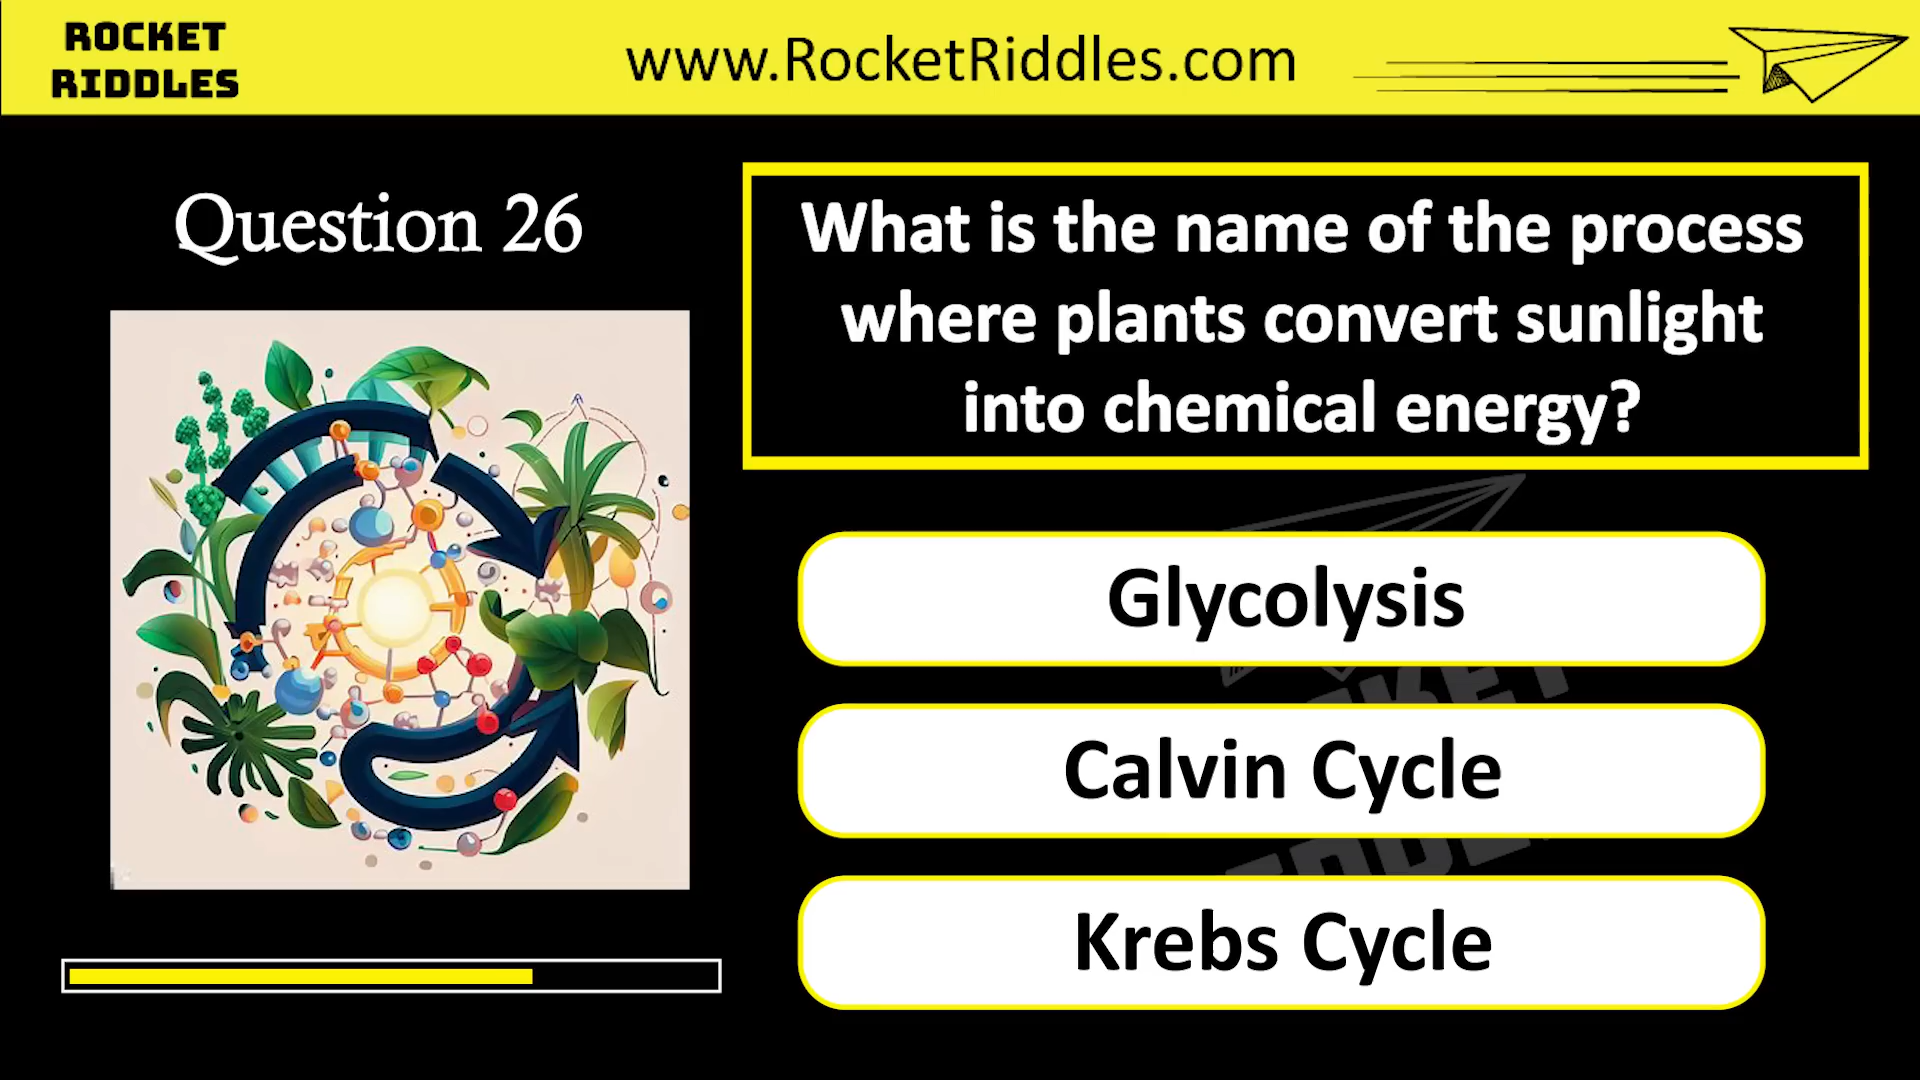 ROCKET
RIDDLES
www.RocketRiddles.com
Question 26
What is the name of the process
where plants convert sunlight
into chemical energy?
Glycolysis
Calvin Cycle
Krebs Cycle